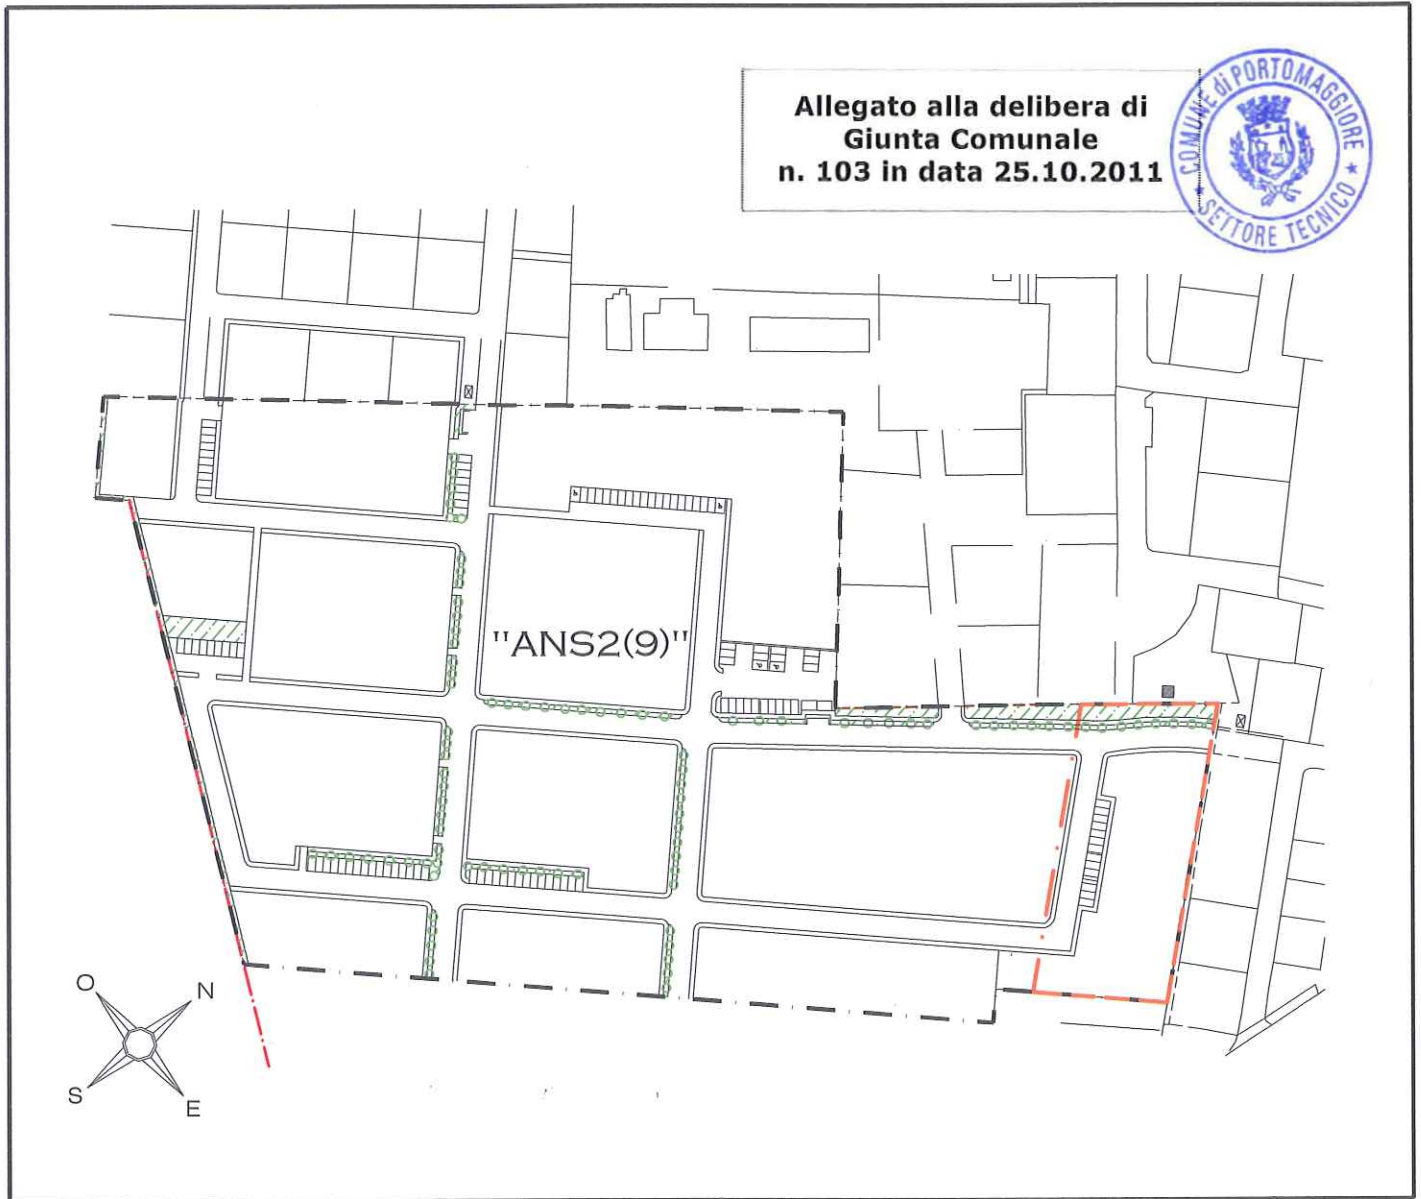 Allegato alla delibera di
Giunta Comunale
n. 103 in data 25.10.2011
COMUNE di PORTOMAGGIORE
★ SETTORE TECNICO ★
"ANS2(9)"
O
N
S
E